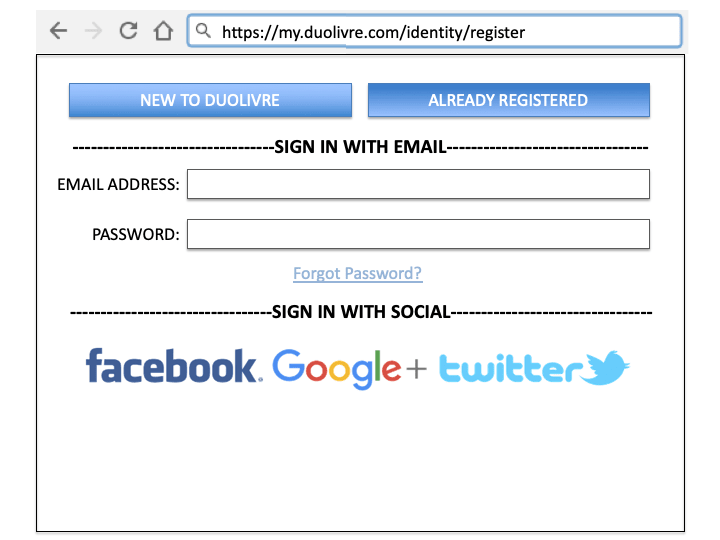 https://my.duolivre.com/identity/register
NEW TO DUOLIVRE ALREADY REGISTERED
---------------------------------SIGN IN WITH EMAIL---------------------------------
EMAIL ADDRESS:
PASSWORD:
Forgot Password?
---------------------------------SIGN IN WITH SOCIAL---------------------------------
facebook. Google+ twitter